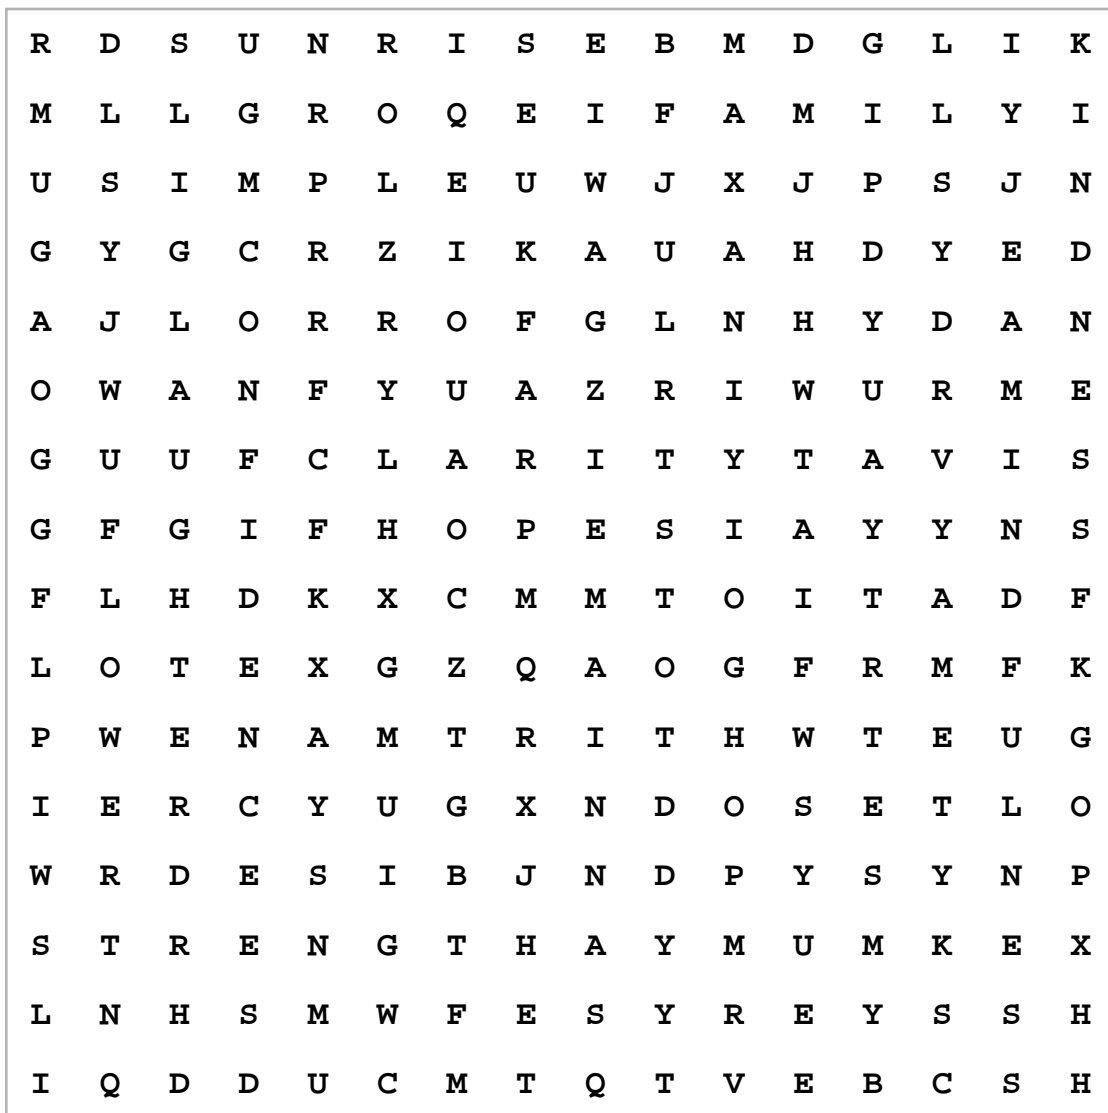 R D S U N R I S E B M D G L I K
M L L G R O Q E I F A M I L Y I
U S I M P L E U W J X J P S J N
G Y G C R Z I K A U A H D Y E D
A J L O R R O F G L N H Y D A N
O W A N F Y U A Z R I W U R M E
G U U F C L A R I T Y T A V I S
G F G I F H O P E S I A Y Y N S
F L H D K X C M M T O I T A D F
L O T E X G Z Q A O G F R M F K
P W E N A M T R I T H W T E U G
I E R C Y U G X N D O S E T L O
W R D E S I B J N D P Y S Y N P
S T R E N G T H A Y M U M K E X
L N H S M W F E S Y R E Y S S H
I Q D D U C M T Q T V E B C S H